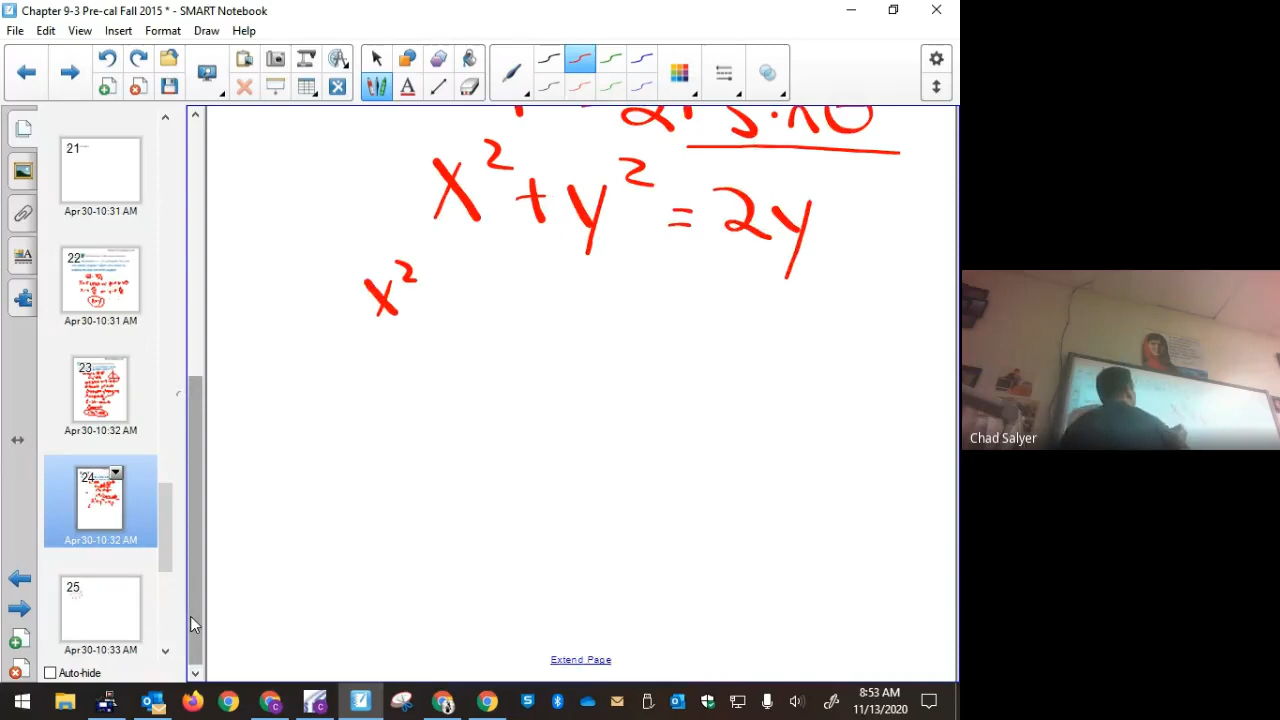 Chapter 9-3 Pre-cal Fall 2015 * - SMART Notebook
File Edit View Insert Format Draw Help
21
Apr 30-10:31 AM
22*
Apr 30-10:31 AM
23
Apr 30-10:32 AM
24
Apr 30-10:32 AM
25
Apr 30-10:33 AM
Auto-hide
x² + y² = 2y
x²
Extend Page
Chad Salyer
8:53 AM
11/13/2020